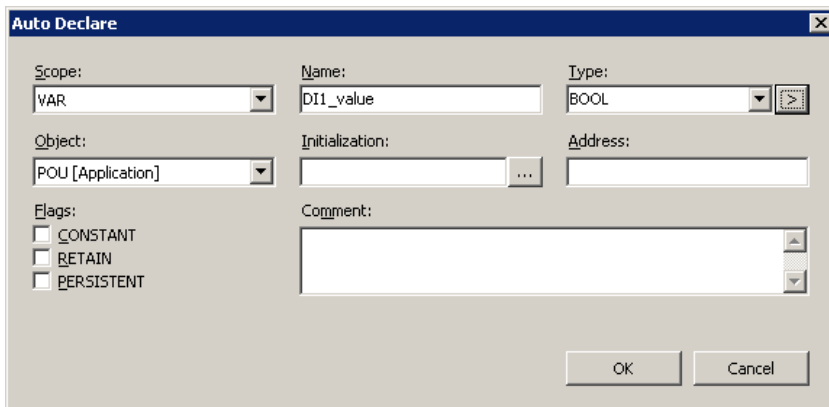 Auto Declare
Scope: Name: Type:
VAR DI1_value BOOL >
Object: Initialization: Address:
POU [Application] ...
Flags: Comment:
CONSTANT
RETAIN
PERSISTENT
OK Cancel